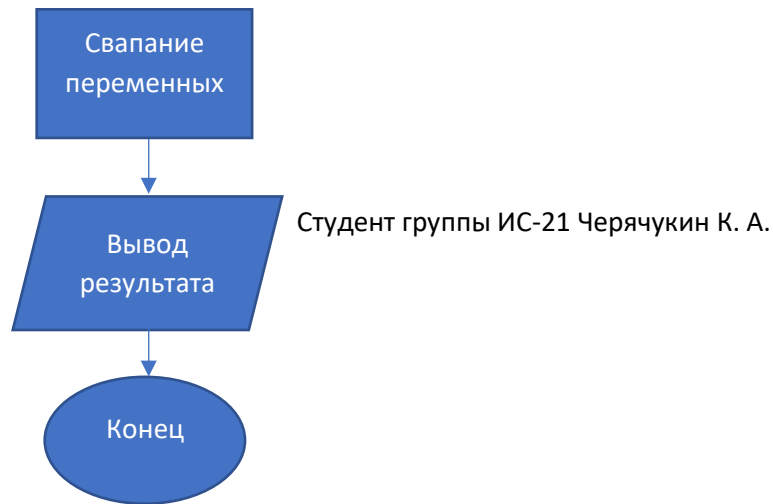 Свапание
переменных
Студент группы ИС-21 Черячукин К. А.
Вывод
результата
Конец